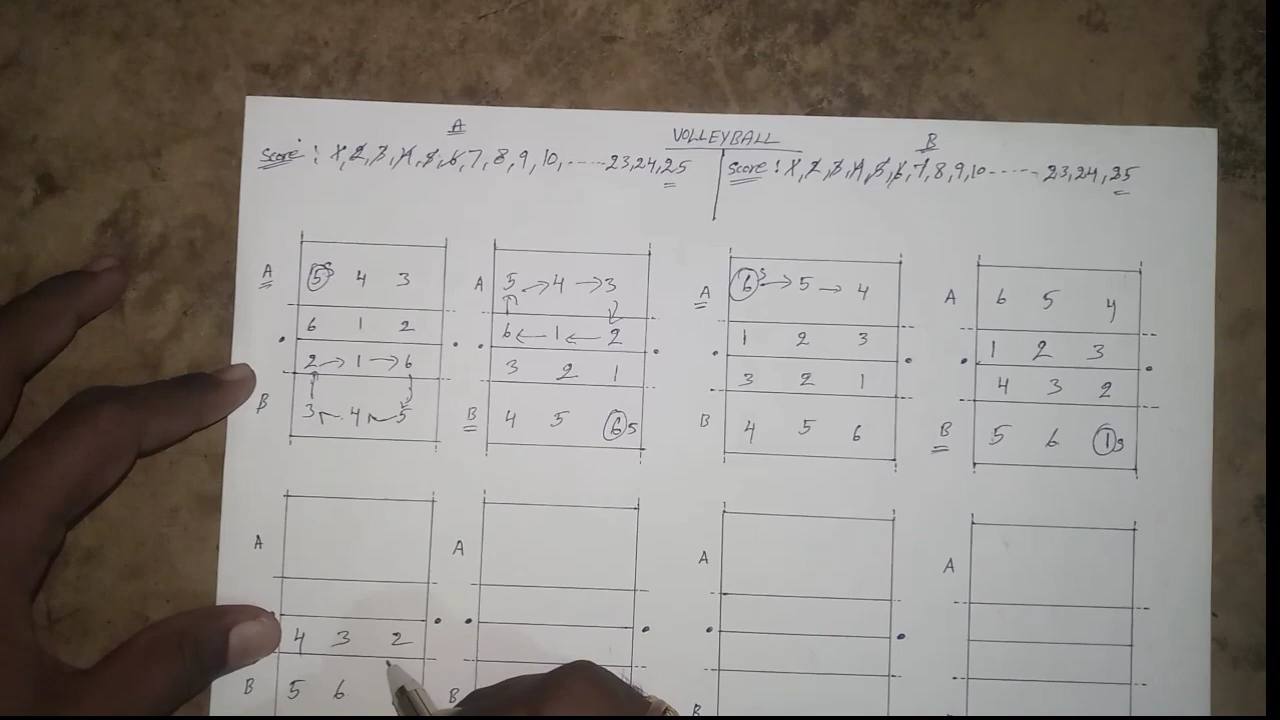 A VOLLEYBALL B
Score: 1, 2, 3, 4, 5, 6, 7, 8, 9, 10, ...... 23, 24, 25
Score: 1, 2, 3, 4, 5, 6, 7, 8, 9, 10 ...... 23, 24, 25
A 5s 4 3
6 1 2
2 → 1 → 6
B 3 4 5
A 5 → 4 → 3
6 ← 1 ← 2
3 2 1
B 4 5 6s
A 6s → 5 → 4
1 2 3
3 2 1
B 4 5 6
A 6 5 4
1 2 3
4 3 2
B 5 6 1s
A
4 3 2
B 5 6
A
B
A
B
A